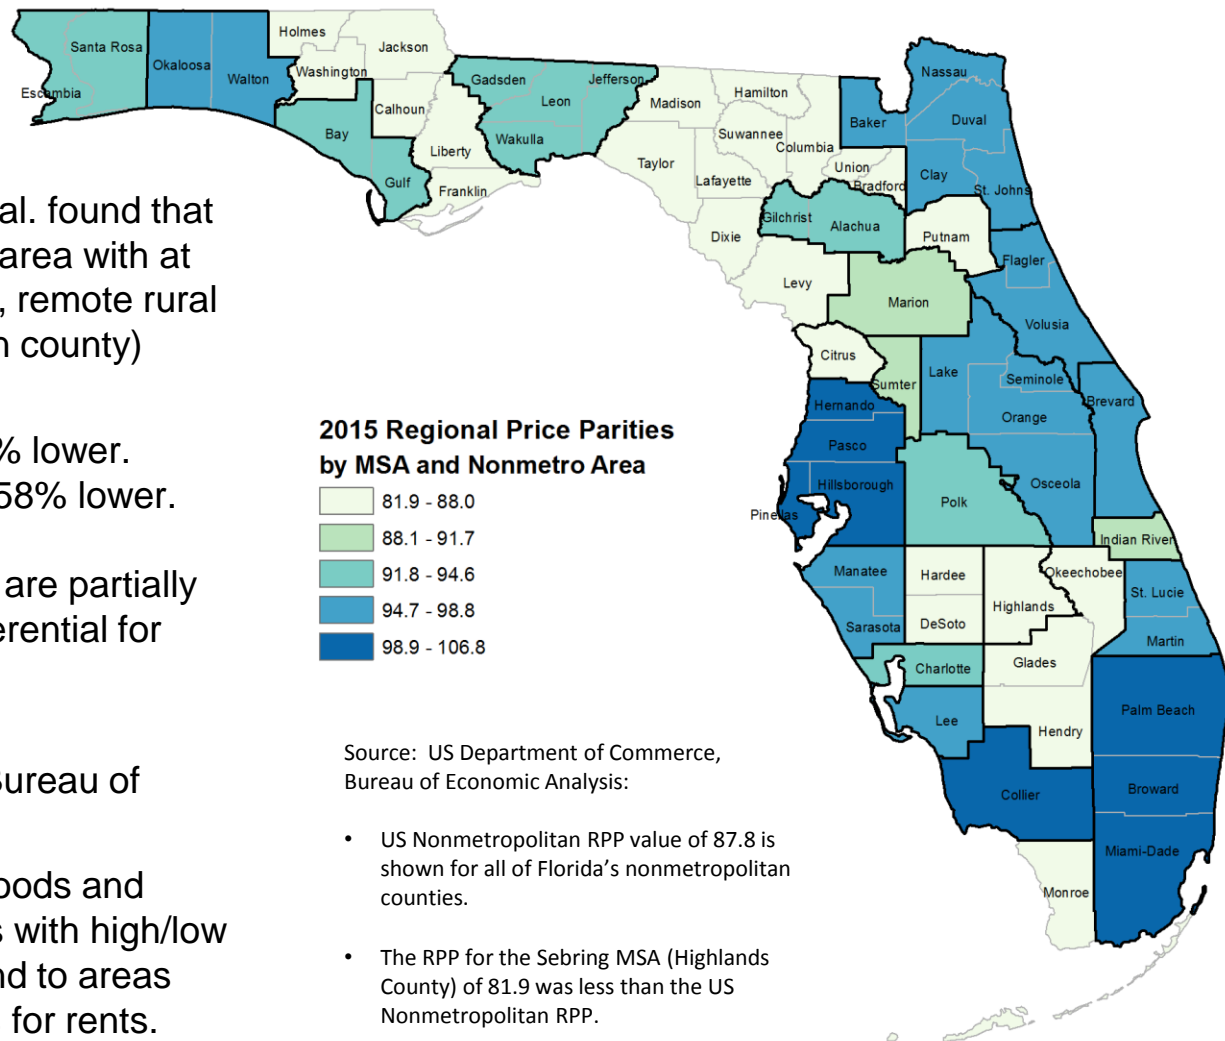 al. found that
area with at
, remote rural
n county)
% lower.
58% lower.
are partially
erential for
Bureau of
oods and
s with high/low
nd to areas
for rents.
2015 Regional Price Parities
by MSA and Nonmetro Area
81.9 - 88.0
88.1 - 91.7
91.8 - 94.6
94.7 - 98.8
98.9 - 106.8
Source:  US Department of Commerce,
Bureau of Economic Analysis:
• US Nonmetropolitan RPP value of 87.8 is
shown for all of Florida's nonmetropolitan
counties.
• The RPP for the Sebring MSA (Highlands
County) of 81.9 was less than the US
Nonmetropolitan RPP.
Escambia
Santa Rosa
Okaloosa
Walton
Holmes
Jackson
Washington
Calhoun
Bay
Gulf
Liberty
Franklin
Gadsden
Leon
Jefferson
Wakulla
Madison
Hamilton
Taylor
Suwannee
Columbia
Lafayette
Dixie
Union
Bradford
Baker
Nassau
Duval
Clay
St. Johns
Gilchrist
Alachua
Putnam
Flagler
Levy
Marion
Volusia
Citrus
Sumter
Lake
Seminole
Orange
Brevard
Hernando
Pasco
Hillsborough
Pinellas
Polk
Osceola
Indian River
Manatee
Hardee
Highlands
Okeechobee
St. Lucie
Sarasota
DeSoto
Martin
Charlotte
Glades
Lee
Hendry
Palm Beach
Collier
Broward
Miami-Dade
Monroe